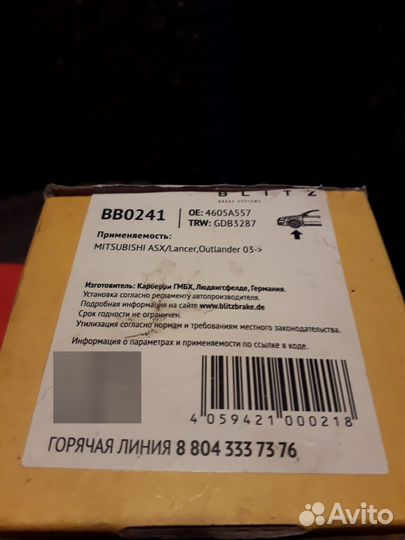 BLITZ
BRAKE SYSTEMS
BB0241
OE: 4605A557
TRW: GDB3287
Применяемость:
MITSUBISHI ASX/Lancer,Outlander 03->
Изготовитель: Карберри ГМБХ, Людвигсфелде, Германия.
Установка согласно регламенту автопроизводителя.
Подробная информация на сайте www.blitzbrake.de
Срок годности не ограничен.
Утилизация согласно нормам и требованиям местного законодательства.
Информация о параметрах и применяемости по ссылке в коде.
4 059421 000218
ГОРЯЧАЯ ЛИНИЯ 8 804 333 73 76
Avito